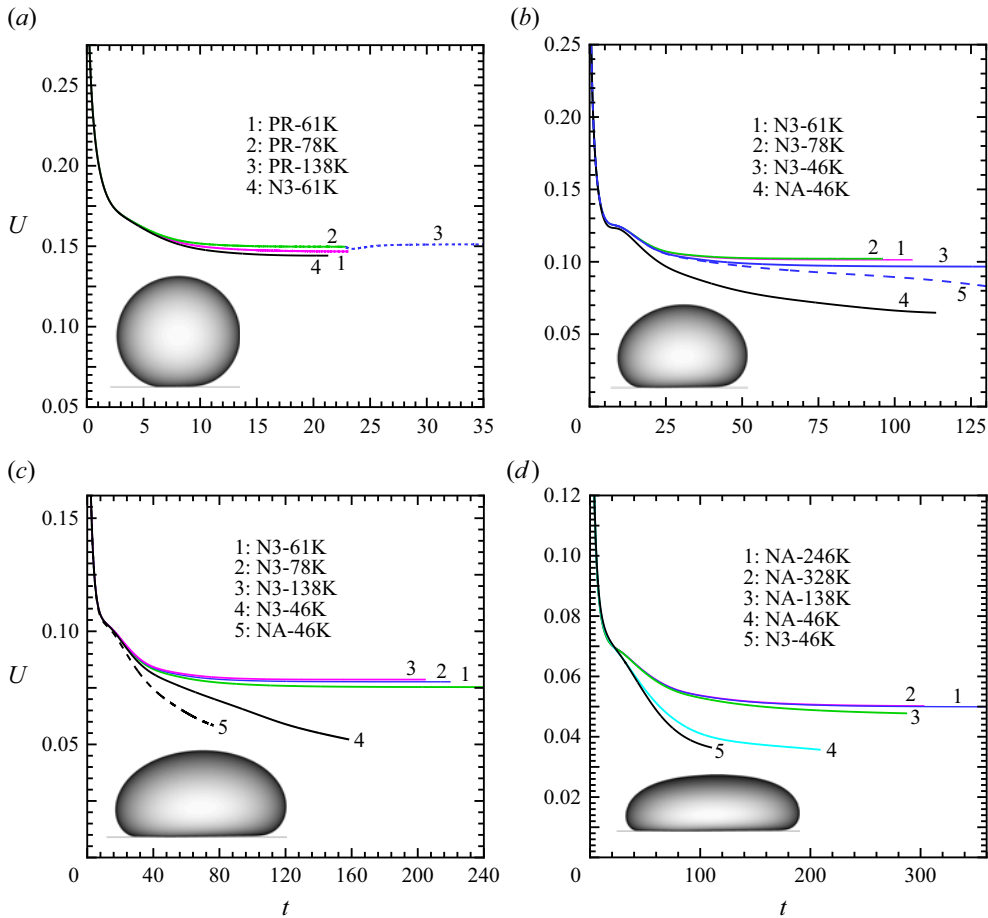 (a)
0.25
0.20
U
0.15
0.10
0.05
1: PR-61K
2: PR-78K
3: PR-138K
4: N3-61K
2
3
4
1
0
5
10
15
20
25
30
35
(b)
0.25
0.20
0.15
0.10
0.05
1: N3-61K
2: N3-78K
3: N3-46K
4: NA-46K
2
1
3
5
4
0
25
50
75
100
125
(c)
0.15
0.10
U
0.05
1: N3-61K
2: N3-78K
3: N3-138K
4: N3-46K
5: NA-46K
3
2
1
5
4
0
40
80
120
160
200
240
t
(d)
0.12
0.10
0.08
0.06
0.04
0.02
1: NA-246K
2: NA-328K
3: NA-138K
4: NA-46K
5: N3-46K
2
1
3
5
4
0
100
200
300
t